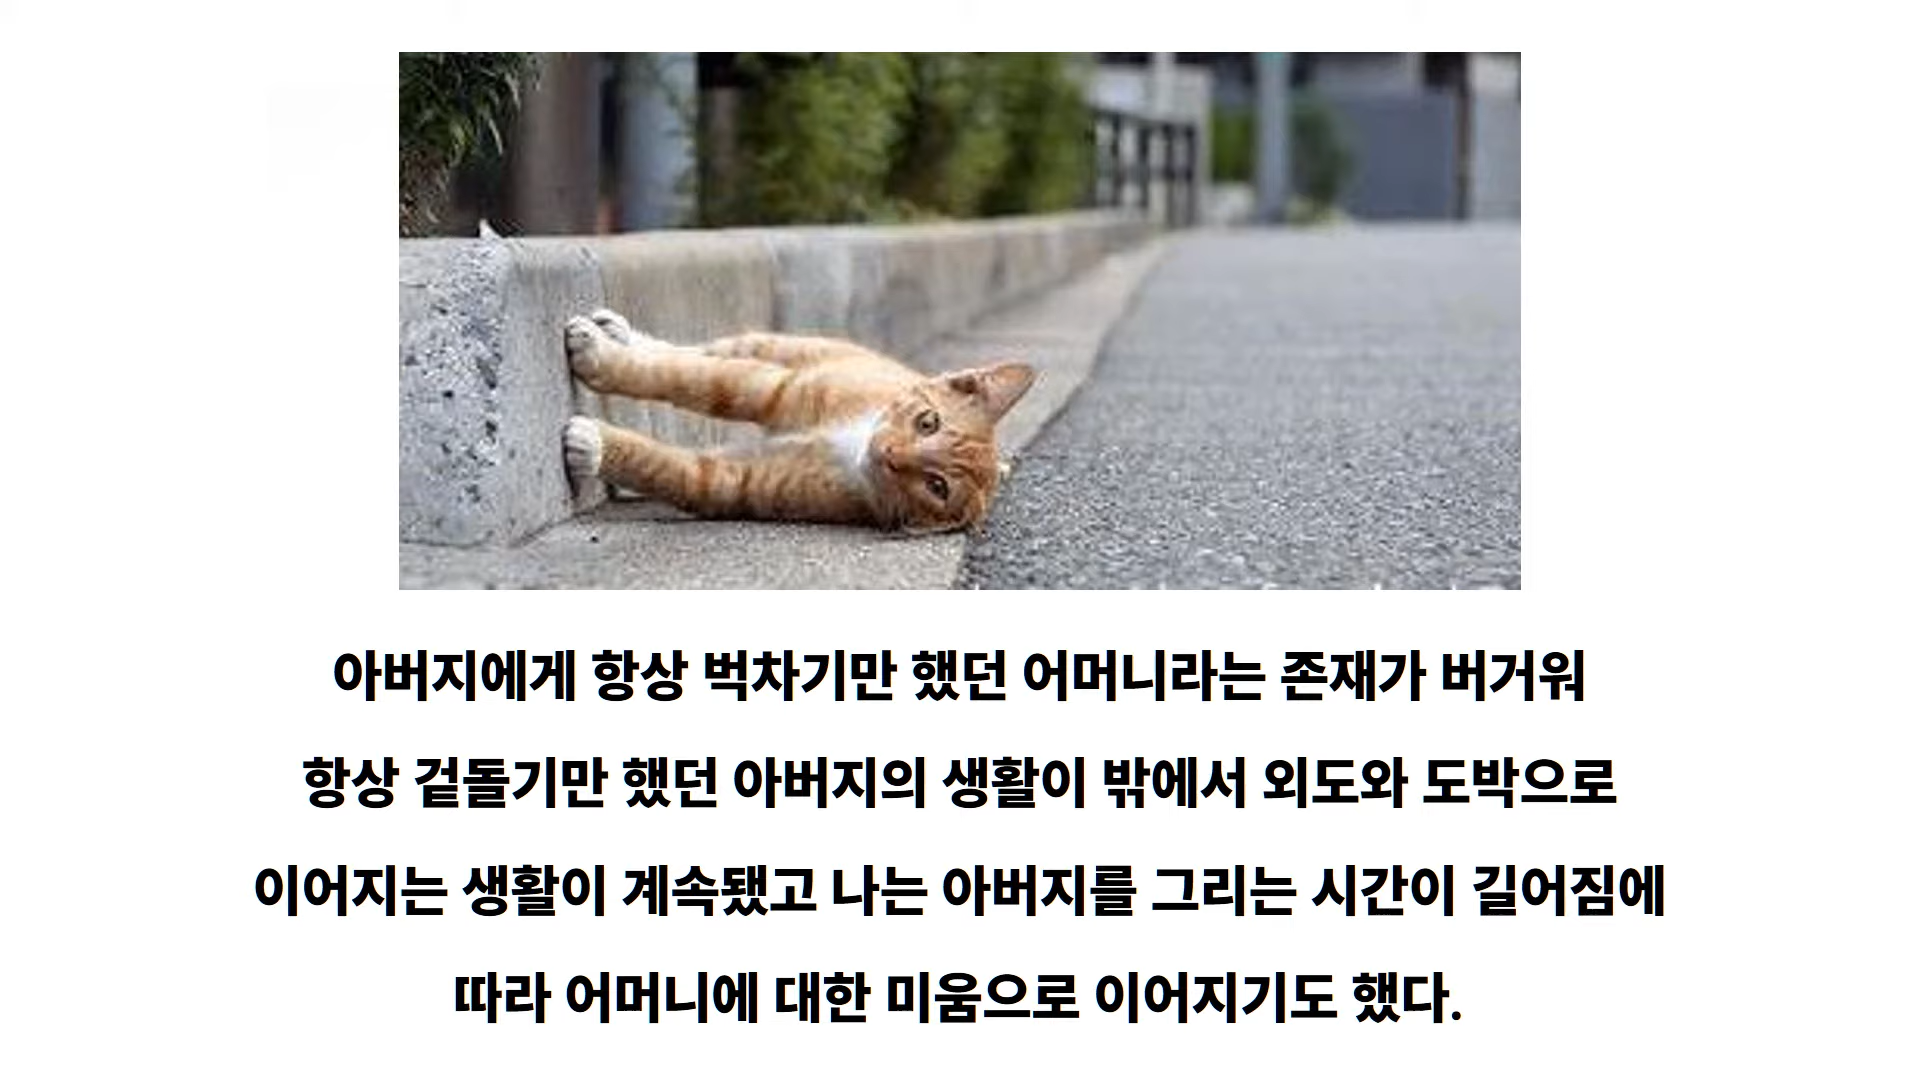 아버지에게 항상 벅차기만 했던 어머니라는 존재가 버거워
항상 겉돌기만 했던 아버지의 생활이 밖에서 외도와 도박으로
이어지는 생활이 계속됐고 나는 아버지를 그리는 시간이 길어짐에
따라 어머니에 대한 미움으로 이어지기도 했다.